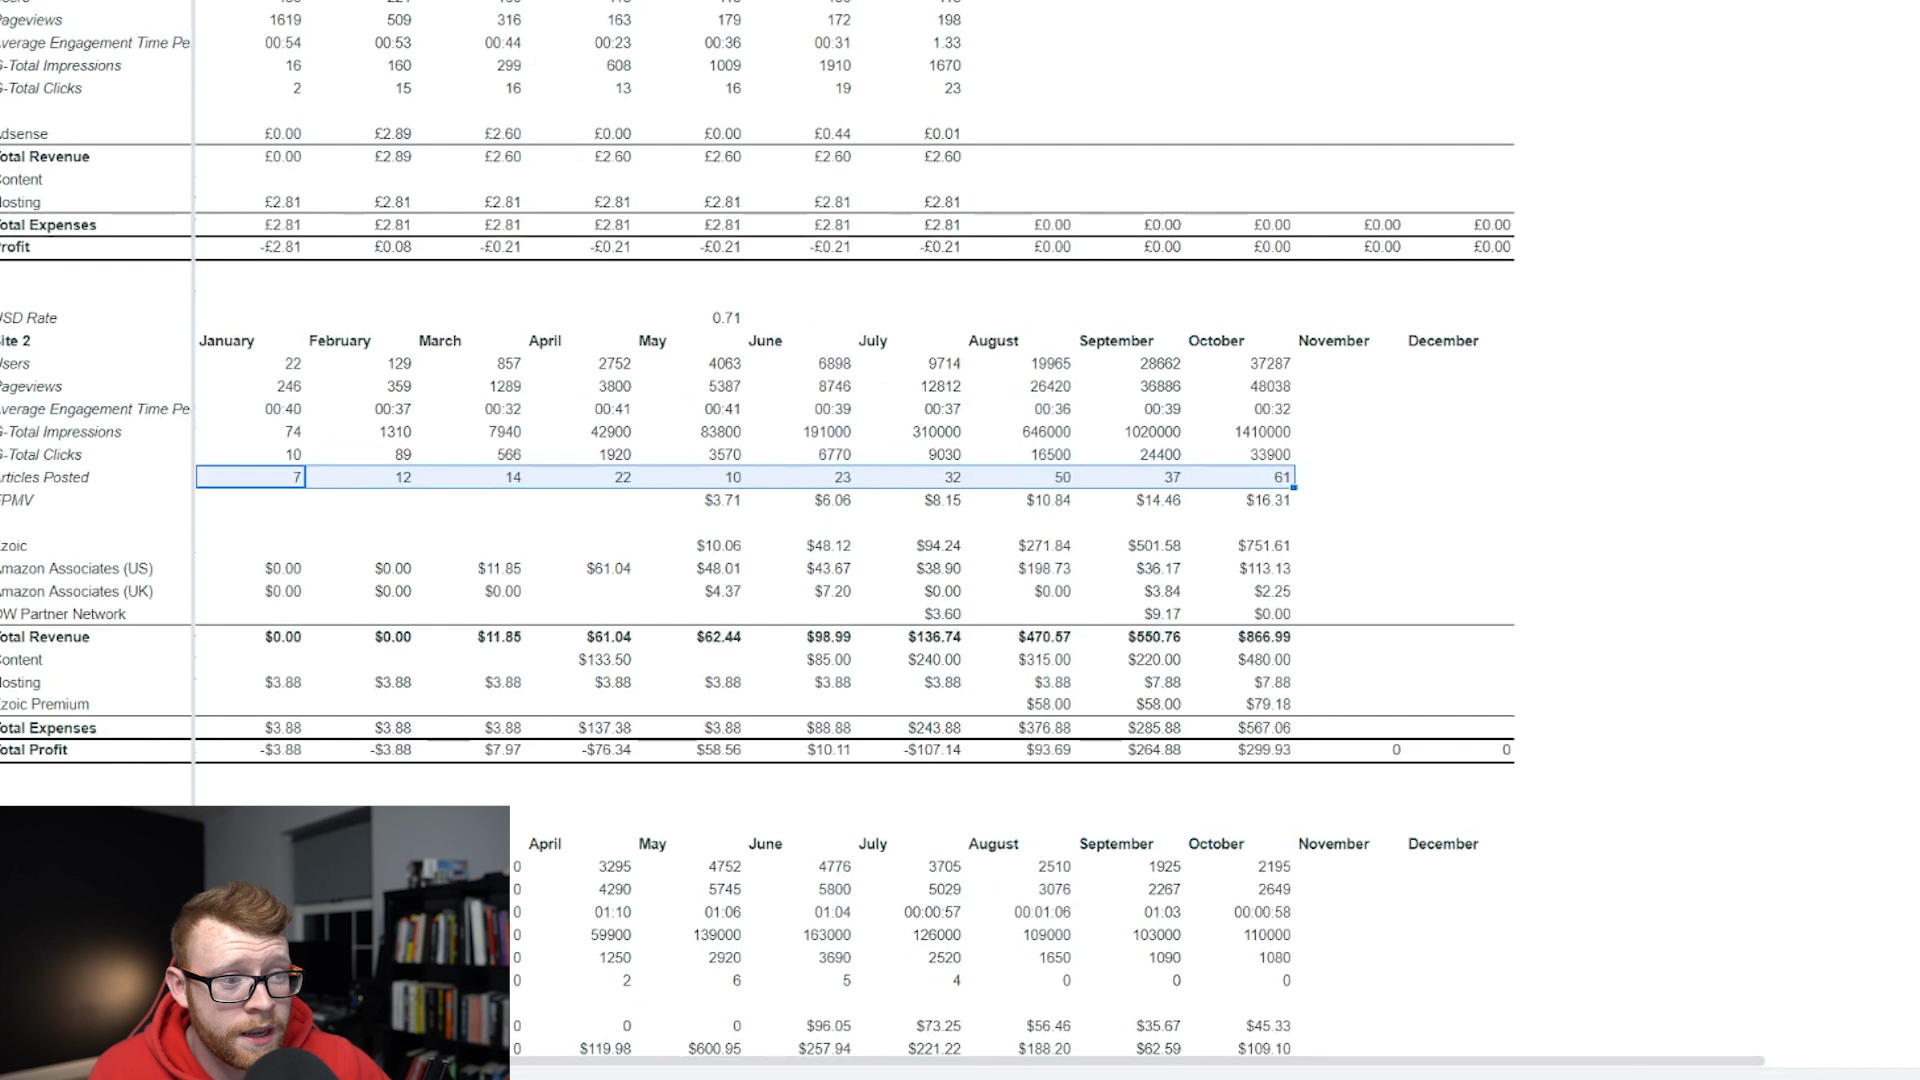 Pageviews 1619 509 316 163 179 172 198
Average Engagement Time Pe 00:54 00:53 00:44 00:23 00:36 00:31 1.33
G-Total Impressions 16 160 299 608 1009 1910 1670
G-Total Clicks 2 15 16 13 16 19 23
Adsense £0.00 £2.89 £2.60 £0.00 £0.00 £0.44 £0.01
Total Revenue £0.00 £2.89 £2.60 £2.60 £2.60 £2.60 £2.60
Content
Hosting £2.81 £2.81 £2.81 £2.81 £2.81 £2.81 £2.81
Total Expenses £2.81 £2.81 £2.81 £2.81 £2.81 £2.81 £2.81 £0.00 £0.00 £0.00 £0.00 £0.00
Profit -£2.81 £0.08 -£0.21 -£0.21 -£0.21 -£0.21 -£0.21 £0.00 £0.00 £0.00 £0.00 £0.00
USD Rate 0.71
Site 2 January February March April May June July August September October November December
Users 22 129 857 2752 4063 6898 9714 19965 28662 37287
Pageviews 246 359 1289 3800 5387 8746 12812 26420 36886 48038
Average Engagement Time Pe 00:40 00:37 00:32 00:41 00:41 00:39 00:37 00:36 00:39 00:32
G-Total Impressions 74 1310 7940 42900 83800 191000 310000 646000 1020000 1410000
G-Total Clicks 10 89 566 1920 3570 6770 9030 16500 24400 33900
Articles Posted 7 12 14 22 10 23 32 50 37 61
EPMV $3.71 $6.06 $8.15 $10.84 $14.46 $16.31
Ezoic $10.06 $48.12 $94.24 $271.84 $501.58 $751.61
Amazon Associates (US) $0.00 $0.00 $11.85 $61.04 $48.01 $43.67 $38.90 $198.73 $36.17 $113.13
Amazon Associates (UK) $0.00 $0.00 $0.00 $4.37 $7.20 $0.00 $0.00 $3.84 $2.25
OW Partner Network $3.60 $9.17 $0.00
Total Revenue $0.00 $0.00 $11.85 $61.04 $62.44 $98.99 $136.74 $470.57 $550.76 $866.99
Content $133.50 $85.00 $240.00 $315.00 $220.00 $480.00
Hosting $3.88 $3.88 $3.88 $3.88 $3.88 $3.88 $3.88 $3.88 $7.88 $7.88
Ezoic Premium $58.00 $58.00 $79.18
Total Expenses $3.88 $3.88 $3.88 $137.38 $3.88 $88.88 $243.88 $376.88 $285.88 $567.06
Total Profit -$3.88 -$3.88 $7.97 -$76.34 $58.56 $10.11 -$107.14 $93.69 $264.88 $299.93 0 0
April May June July August September October November December
0 3295 4752 4776 3705 2510 1925 2195
0 4290 5745 5800 5029 3076 2267 2649
0 01:10 01:06 01:04 00:00:57 00:01:06 01:03 00:00:58
0 59900 139000 163000 126000 109000 103000 110000
0 1250 2920 3690 2520 1650 1090 1080
0 2 6 5 4 0 0 0
0 0 0 $96.05 $73.25 $56.46 $35.67 $45.33
0 $119.98 $600.95 $257.94 $221.22 $188.20 $62.59 $109.10